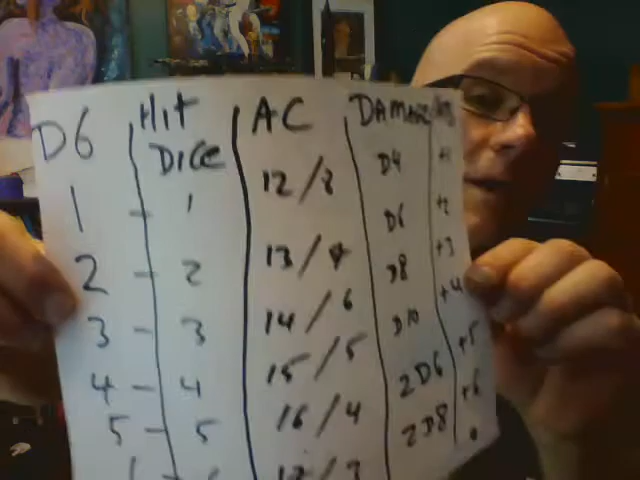 D6 Hit Dice AC DAMAGE
1 - 1 12/8 D4 +1
2 - 2 13/7 D6 +2
3 - 3 14/6 D8 +3
4 - 4 15/5 D10 +4
5 - 5 16/4 2D6 +5
2D8 +6